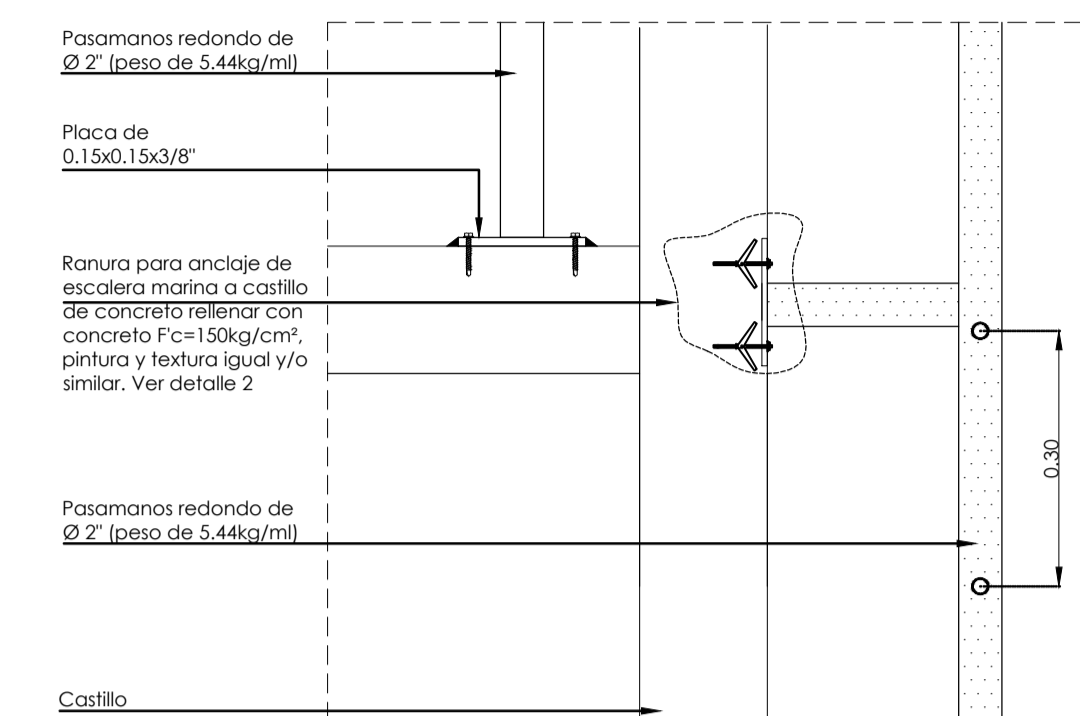 Pasamanos redondo de
Ø 2" (peso de 5.44kg/ml)
Placa de
0.15x0.15x3/8"
Ranura para anclaje de
escalera marina a castillo
de concreto rellenar con
concreto F'c=150kg/cm²,
pintura y textura igual y/o
similar. Ver detalle 2
0.30
Pasamanos redondo de
Ø 2" (peso de 5.44kg/ml)
Castillo